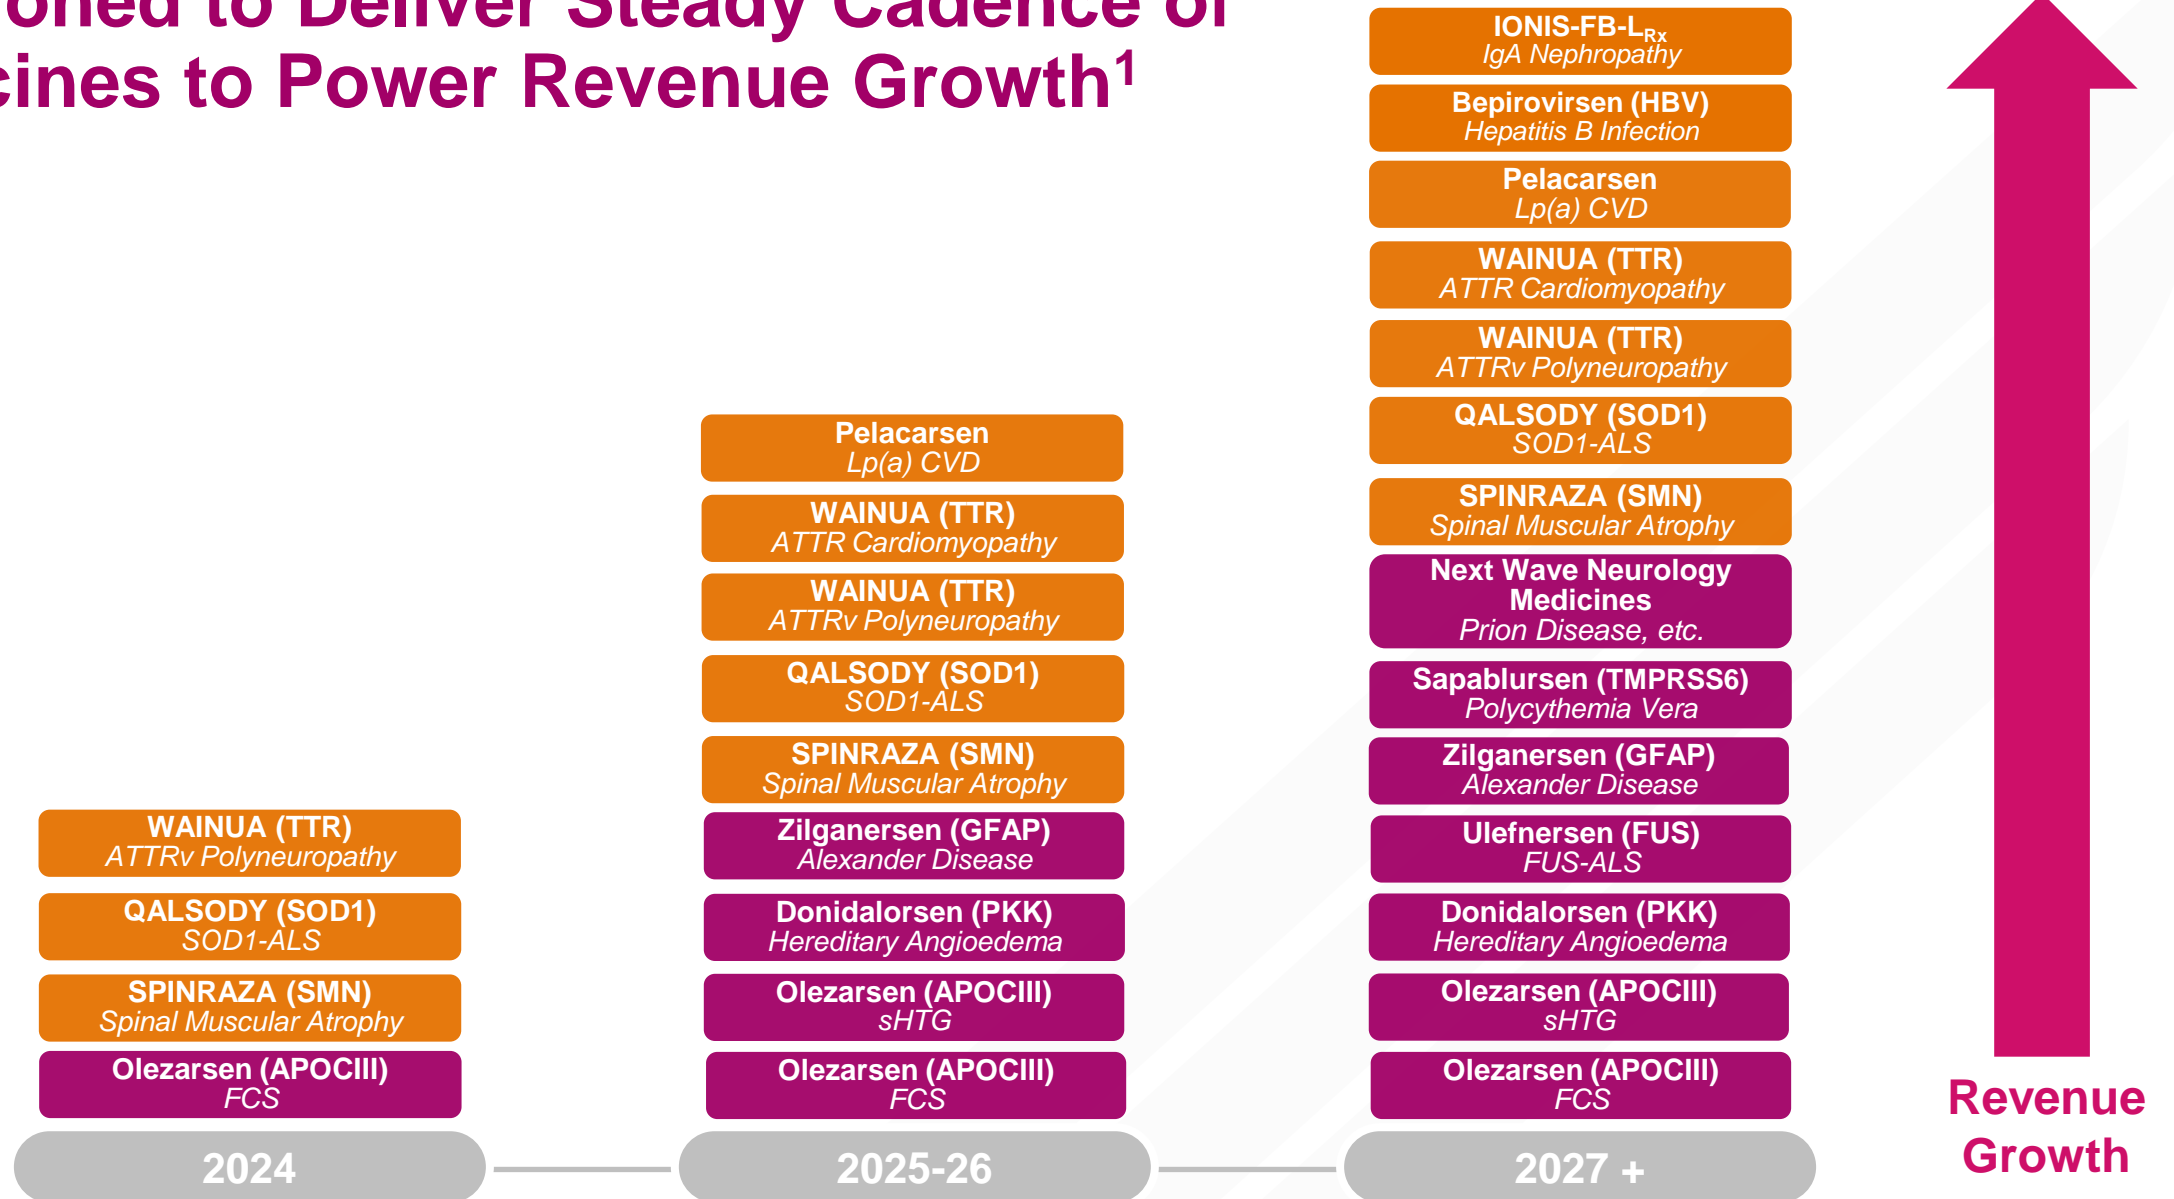 to Deliver Steady Cadence of
to Power Revenue Growth1
WAINUA (TTR)
ATTRv Polyneuropathy
QALSODY (SOD1)
SOD1-ALS
SPINRAZA (SMN)
Spinal Muscular Atrophy
Olezarsen (APOCIII)
FCS
2024
Pelacarsen
Lp(a) CVD
WAINUA (TTR)
ATTR Cardiomyopathy
WAINUA (TTR)
ATTRv Polyneuropathy
QALSODY (SOD1)
SOD1-ALS
SPINRAZA (SMN)
Spinal Muscular Atrophy
Zilganersen (GFAP)
Alexander Disease
Donidalorsen (PKK)
Hereditary Angioedema
Olezarsen (APOCIII)
sHTG
Olezarsen (APOCIII)
FCS
2025-26
IONIS-FB-LRx
IgA Nephropathy
Bepirovirsen (HBV)
Hepatitis B Infection
Pelacarsen
Lp(a) CVD
WAINUA (TTR)
ATTR Cardiomyopathy
WAINUA (TTR)
ATTRv Polyneuropathy
QALSODY (SOD1)
SOD1-ALS
SPINRAZA (SMN)
Spinal Muscular Atrophy
Next Wave Neurology
Medicines
Prion Disease, etc.
Sapablursen (TMPRSS6)
Polycythemia Vera
Zilganersen (GFAP)
Alexander Disease
Ulefnersen (FUS)
FUS-ALS
Donidalorsen (PKK)
Hereditary Angioedema
Olezarsen (APOCIII)
sHTG
Olezarsen (APOCIII)
FCS
2027 +
Revenue
Growth